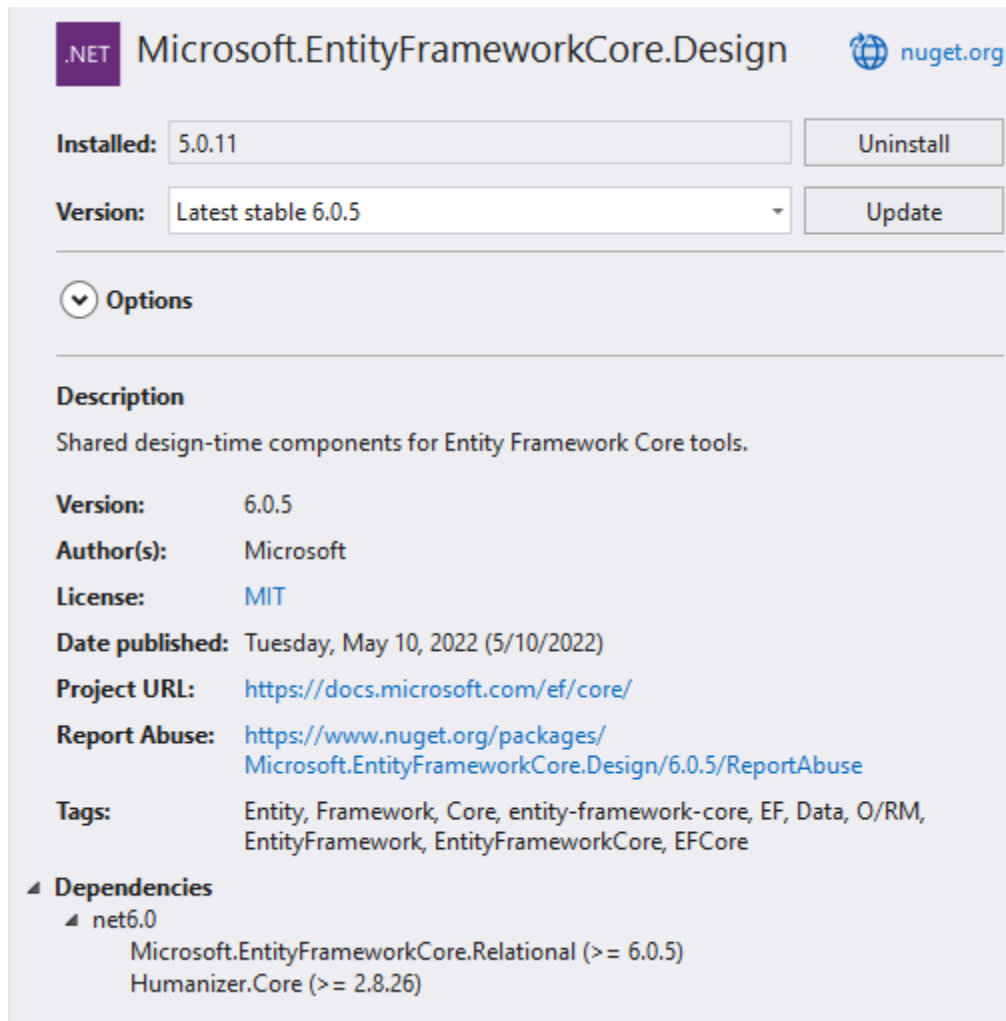 .NET Microsoft.EntityFrameworkCore.Design nuget.org
Installed: 5.0.11 Uninstall
Version: Latest stable 6.0.5 Update
Options
Description
Shared design-time components for Entity Framework Core tools.
Version: 6.0.5
Author(s): Microsoft
License: MIT
Date published: Tuesday, May 10, 2022 (5/10/2022)
Project URL: https://docs.microsoft.com/ef/core/
Report Abuse: https://www.nuget.org/packages/
Microsoft.EntityFrameworkCore.Design/6.0.5/ReportAbuse
Tags: Entity, Framework, Core, entity-framework-core, EF, Data, O/RM,
EntityFramework, EntityFrameworkCore, EFCore
Dependencies
net6.0
Microsoft.EntityFrameworkCore.Relational (>= 6.0.5)
Humanizer.Core (>= 2.8.26)